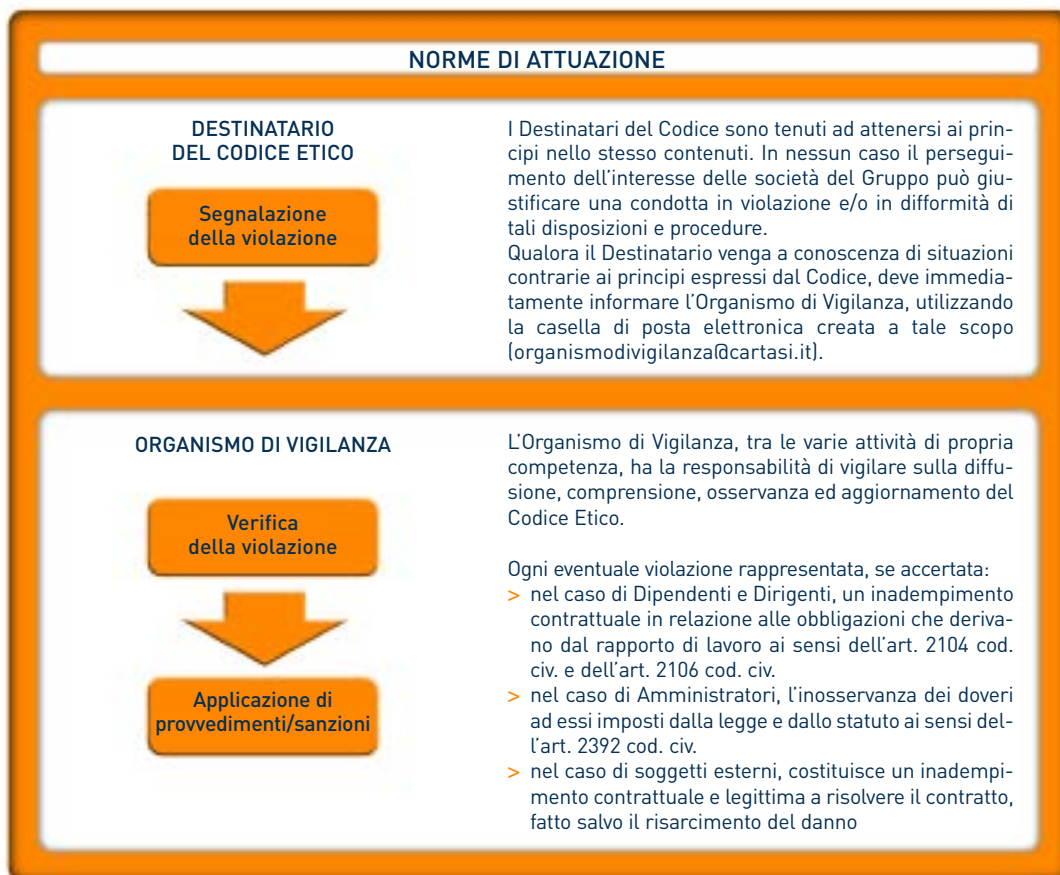 NORME DI ATTUAZIONE
DESTINATARIO
DEL CODICE ETICO
Segnalazione
della violazione
I Destinatari del Codice sono tenuti ad attenersi ai prin-
cipi nello stesso contenuti. In nessun caso il persegui-
mento dell'interesse delle società del Gruppo può giu-
stificare una condotta in violazione e/o in difformità di
tali disposizioni e procedure.
Qualora il Destinatario venga a conoscenza di situazioni
contrarie ai principi espressi dal Codice, deve immedia-
tamente informare l'Organismo di Vigilanza, utilizzando
la casella di posta elettronica creata a tale scopo
(organismodivigilanza@cartasi.it).
ORGANISMO DI VIGILANZA
Verifica
della violazione
Applicazione di
provvedimenti/sanzioni
L'Organismo di Vigilanza, tra le varie attività di propria
competenza, ha la responsabilità di vigilare sulla diffu-
sione, comprensione, osservanza ed aggiornamento del
Codice Etico.
Ogni eventuale violazione rappresentata, se accertata:
> nel caso di Dipendenti e Dirigenti, un inadempimento
contrattuale in relazione alle obbligazioni che deriva-
no dal rapporto di lavoro ai sensi dell'art. 2104 cod.
civ. e dell'art. 2106 cod. civ.
> nel caso di Amministratori, l'inosservanza dei doveri
ad essi imposti dalla legge e dallo statuto ai sensi del-
l'art. 2392 cod. civ.
> nel caso di soggetti esterni, costituisce un inadempi-
mento contrattuale e legittima a risolvere il contratto,
fatto salvo il risarcimento del danno